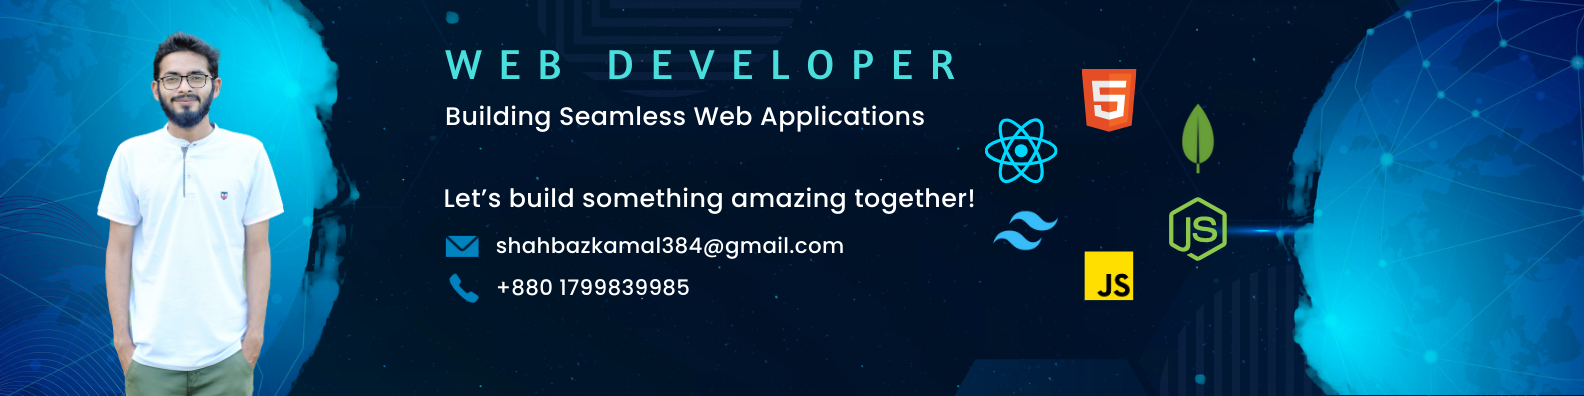 WEB DEVELOPER
Building Seamless Web Applications
Let’s build something amazing together!
shahbazkamal384@gmail.com
+880 1799839985
5
JS
JS